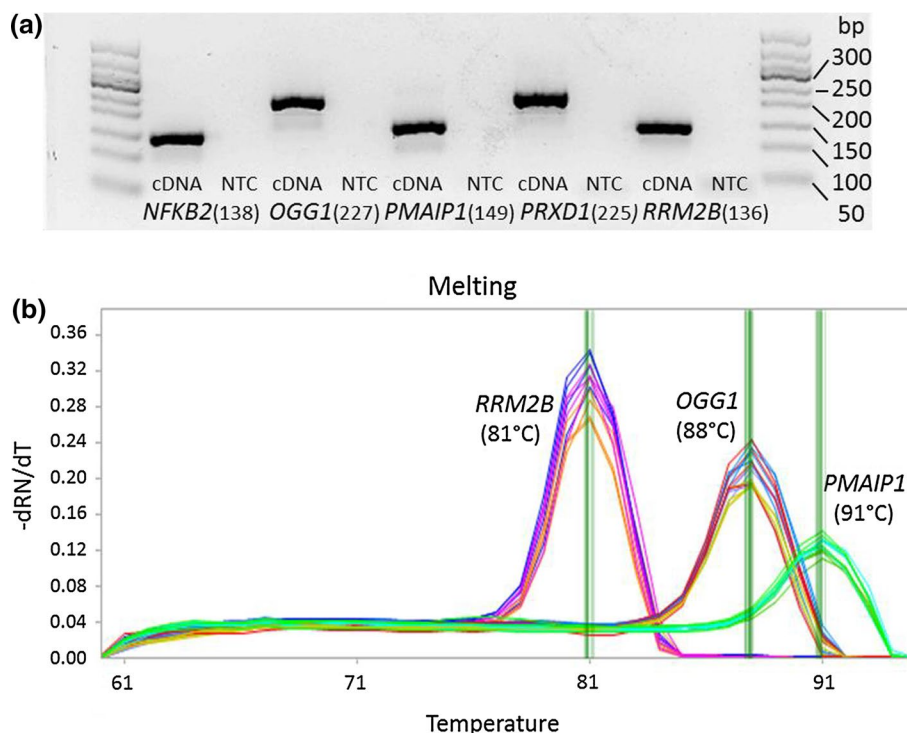 (a)
bp
300
250
200
150
100
50
cDNA NTC cDNA NTC cDNA NTC cDNA NTC cDNA NTC
NFKB2(138) OGG1(227) PMAIP1(149) PRXD1(225) RRM2B(136)
(b)
Melting
0.36
0.32
0.28
0.24
0.20
0.16
0.12
0.08
0.04
0.00
-dRN/dT
RRM2B
(81°C)
OGG1
(88°C)
PMAIP1
(91°C)
61 71 81 91
Temperature